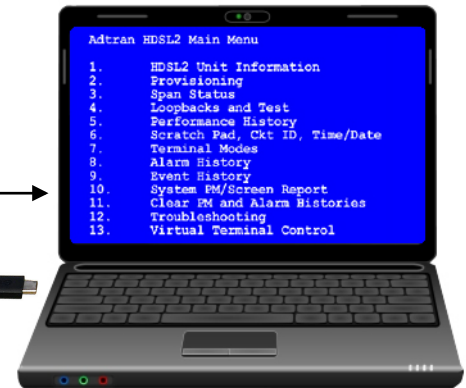 Adtran HDSL2 Main Menu
1. HDSL2 Unit Information
2. Provisioning
3. Span Status
4. Loopbacks and Test
5. Performance History
6. Scratch Pad, Ckt ID, Time/Date
7. Terminal Modes
8. Alarm History
9. Event History
10. System PM/Screen Report
11. Clear PM and Alarm Histories
12. Troubleshooting
13. Virtual Terminal Control